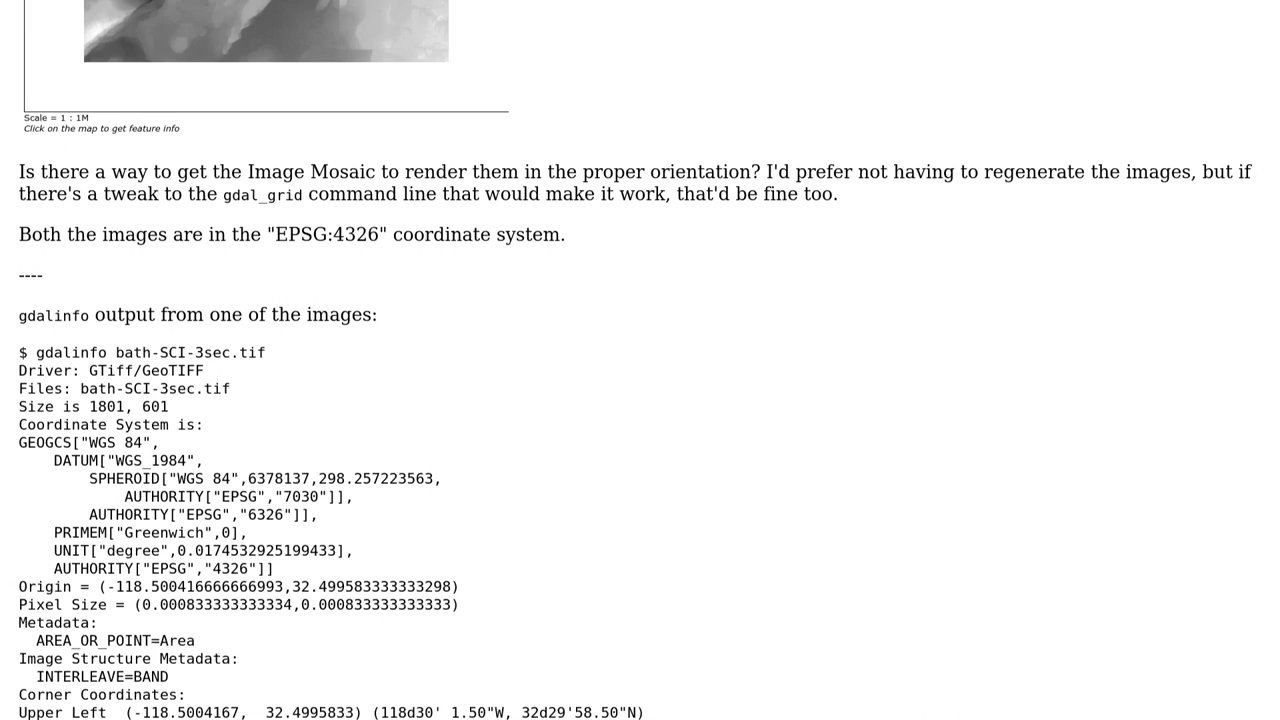 Scale = 1 : 1M
Click on the map to get feature info
Is there a way to get the Image Mosaic to render them in the proper orientation? I'd prefer not having to regenerate the images, but if
there's a tweak to the gdal_grid command line that would make it work, that'd be fine too.
Both the images are in the "EPSG:4326" coordinate system.
----
gdalinfo output from one of the images:
$ gdalinfo bath-SCI-3sec.tif
Driver: GTiff/GeoTIFF
Files: bath-SCI-3sec.tif
Size is 1801, 601
Coordinate System is:
GEOGCS["WGS 84",
    DATUM["WGS_1984",
        SPHEROID["WGS 84",6378137,298.257223563,
            AUTHORITY["EPSG","7030"]],
        AUTHORITY["EPSG","6326"]],
    PRIMEM["Greenwich",0],
    UNIT["degree",0.0174532925199433],
    AUTHORITY["EPSG","4326"]]
Origin = (-118.500416666666993,32.499583333333298)
Pixel Size = (0.000833333333334,0.000833333333333)
Metadata:
  AREA_OR_POINT=Area
Image Structure Metadata:
  INTERLEAVE=BAND
Corner Coordinates:
Upper Left  (-118.5004167,  32.4995833) (118d30' 1.50"W, 32d29'58.50"N)